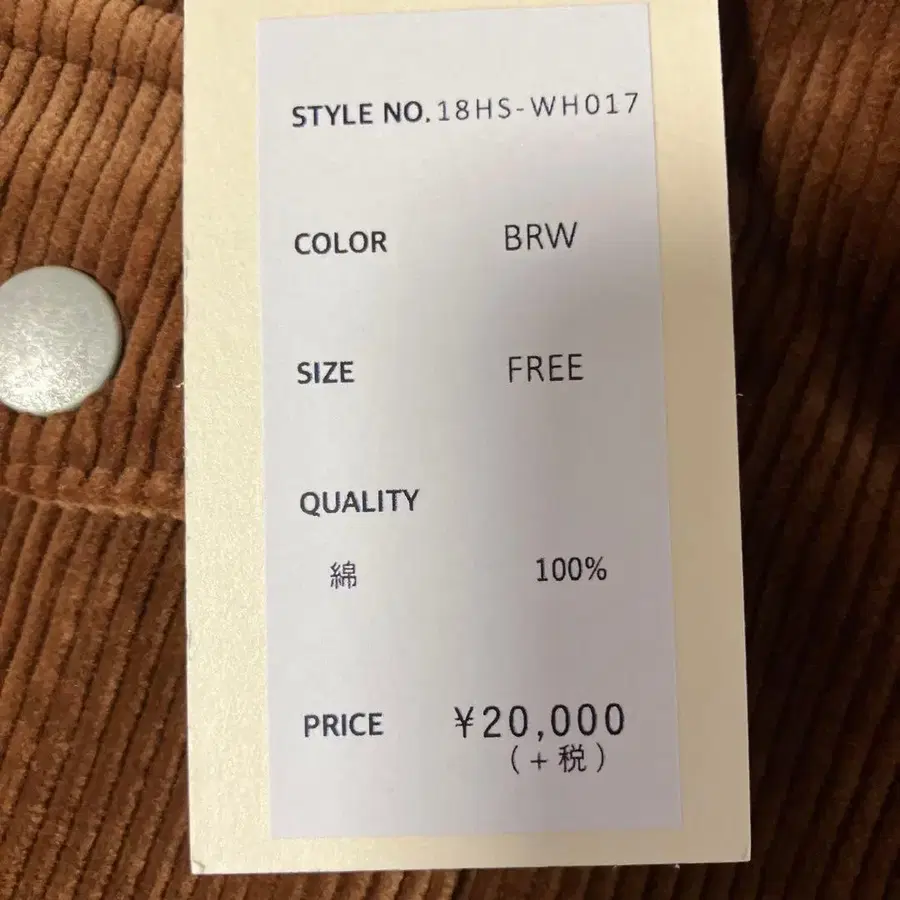 STYLE NO. 18HS-WH017
COLOR BRW
SIZE FREE
QUALITY
綿 100%
PRICE ¥20,000
(+税)